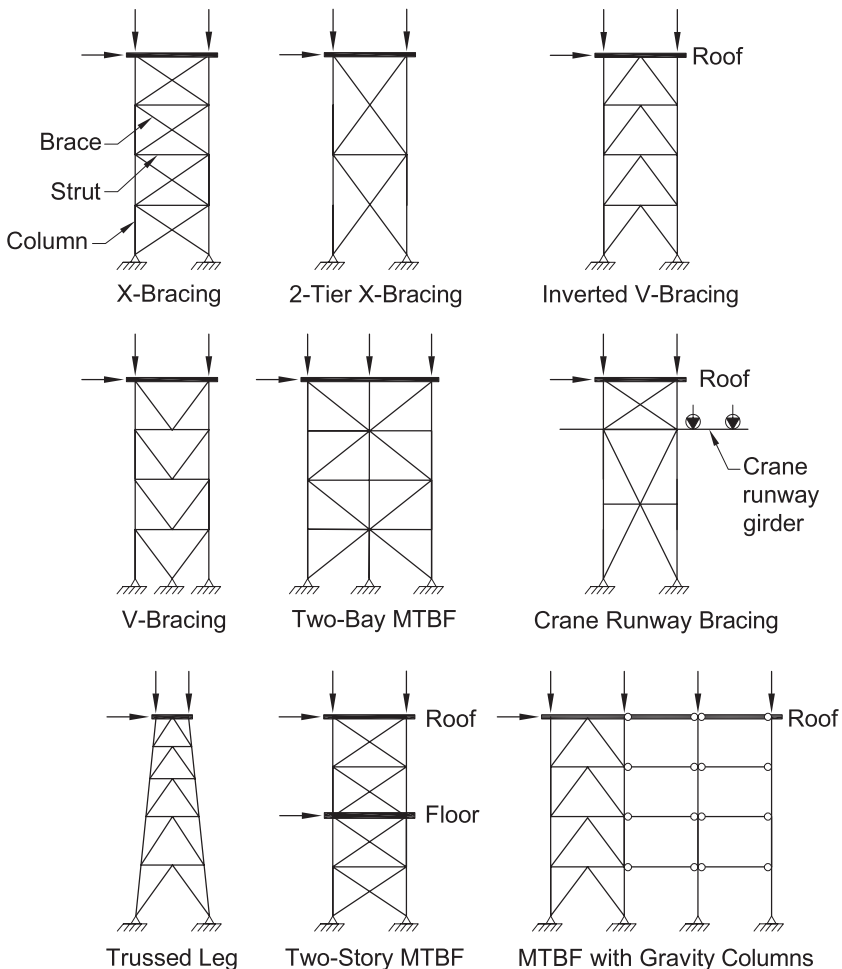 Roof
Brace
Strut
Column
X-Bracing
2-Tier X-Bracing
Inverted V-Bracing
Roof
Crane
runway
girder
V-Bracing
Two-Bay MTBF
Crane Runway Bracing
Roof
Roof
Floor
Trussed Leg
Two-Story MTBF
MTBF with Gravity Columns